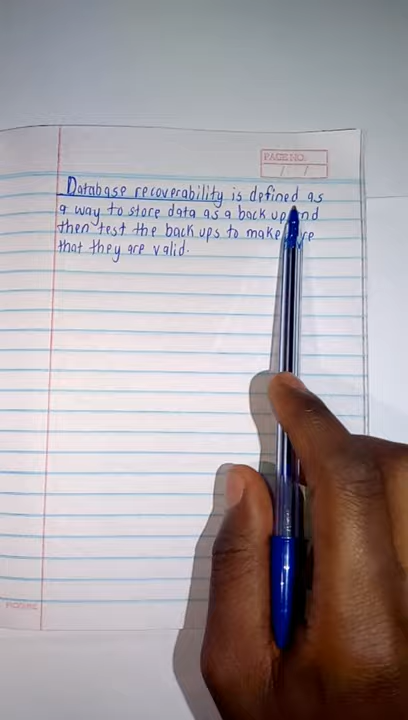 PAGE NO.
Database recoverability is defined as
a way to store data as a back up and
then test the back ups to make
that they are valid.